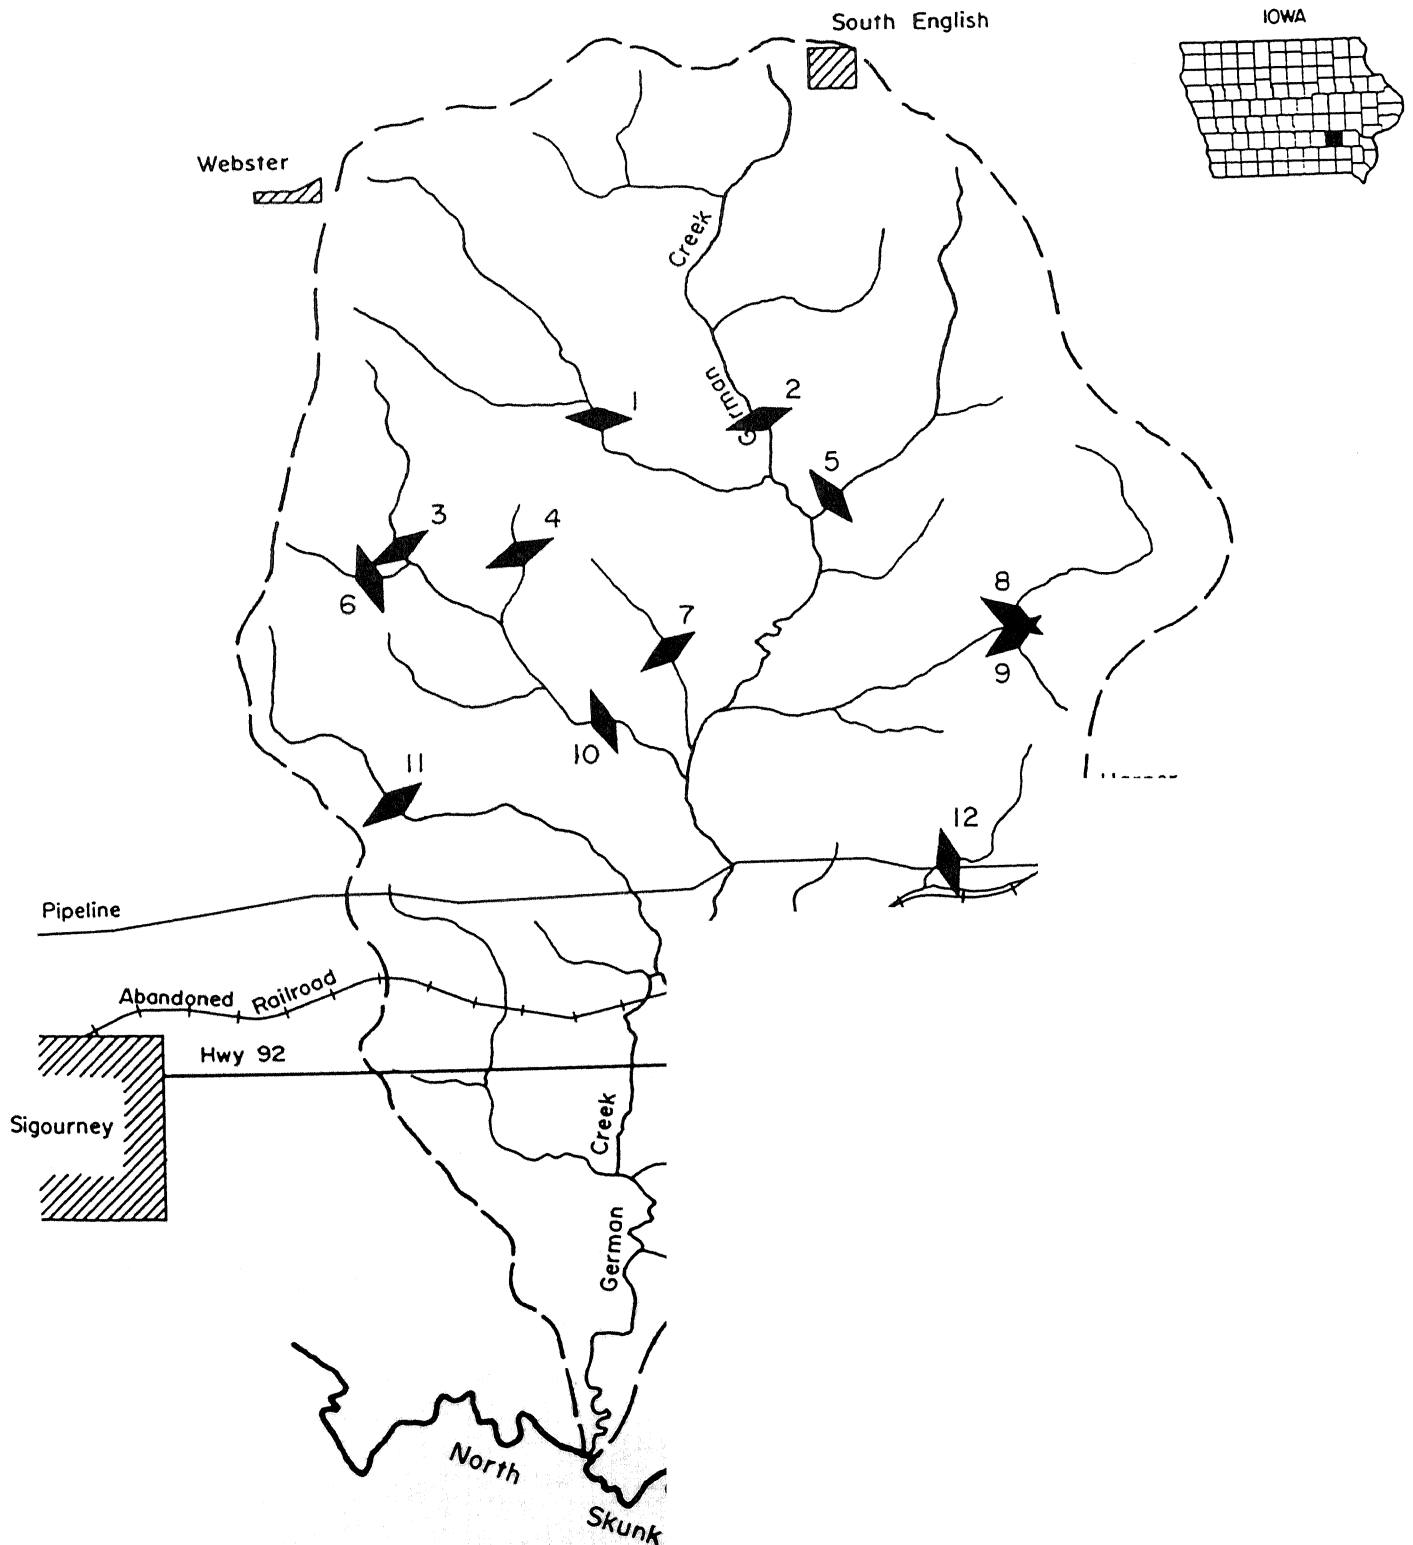 South English
IOWA
Webster
Creek
German
1
2
5
3
4
6
7
8
9
10
11
12
Pipeline
Abandoned Railroad
Hwy 92
Sigourney
Creek
German
North
Skunk